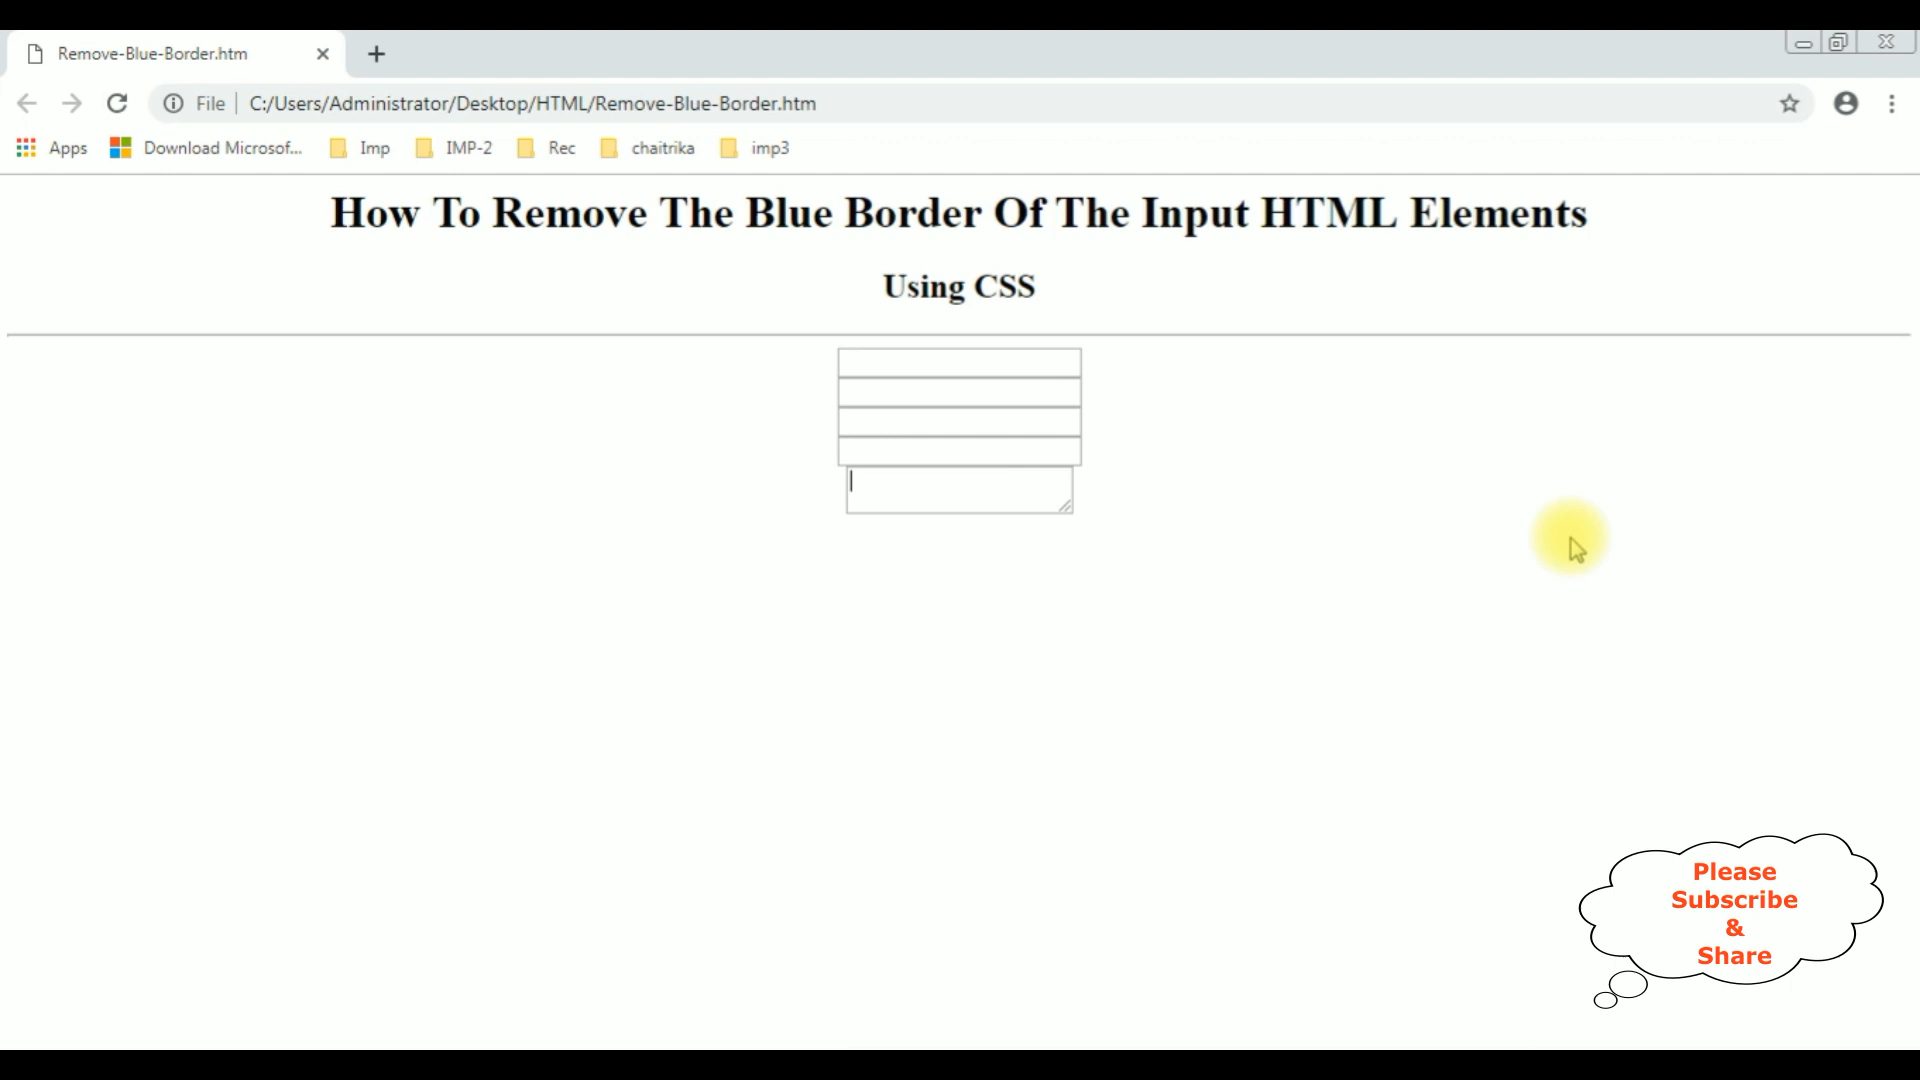 Remove-Blue-Border.htm
File
C:/Users/Administrator/Desktop/HTML/Remove-Blue-Border.htm
Apps
Download Microsof...
Imp
IMP-2
Rec
chaitrika
imp3
How To Remove The Blue Border Of The Input HTML Elements
Using CSS
Please
Subscribe
&
Share